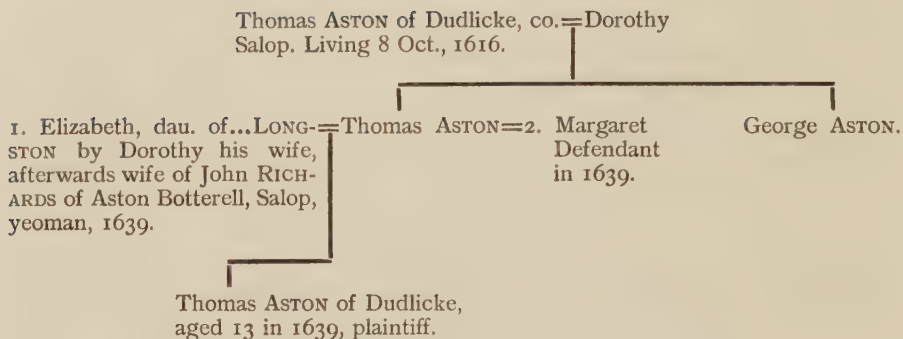 Thomas ASTON of Dudlicke, co.=Dorothy
Salop. Living 8 Oct., 1616.
1. Elizabeth, dau. of...LONG-=Thomas ASTON=2. Margaret
STON by Dorothy his wife, Defendant
afterwards wife of John RICH- in 1639.
ARDS of Aston Botterell, Salop,
yeoman, 1639.
George ASTON.
Thomas ASTON of Dudlicke,
aged 13 in 1639, plaintiff.